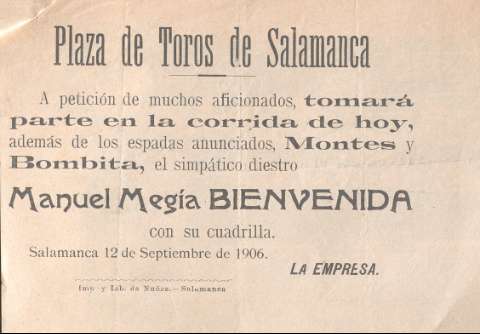 Plaza de Toros de Salamanca
A petición de muchos aficionados, tomará
parte en la corrida de hoy,
además de los espadas anunciados, Montes y
Bombita, el simpático diestro
Manuel Megía BIENVENIDA
con su cuadrilla.
Salamanca 12 de Septiembre de 1906.
LA EMPRESA.
Imp. y Lib. de Núñez.—Salamanca